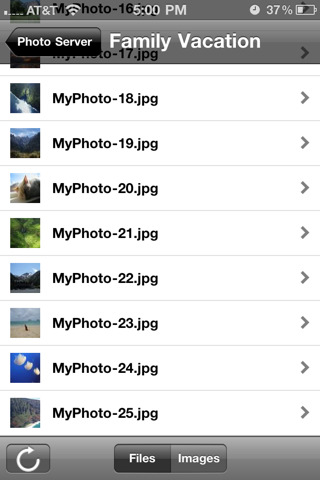 AT&T 5:00 PM 37%
MyPhoto-16.jpg
Photo Server Family Vacation
MyPhoto-17.jpg
MyPhoto-18.jpg
MyPhoto-19.jpg
MyPhoto-20.jpg
MyPhoto-21.jpg
MyPhoto-22.jpg
MyPhoto-23.jpg
MyPhoto-24.jpg
MyPhoto-25.jpg
Files Images